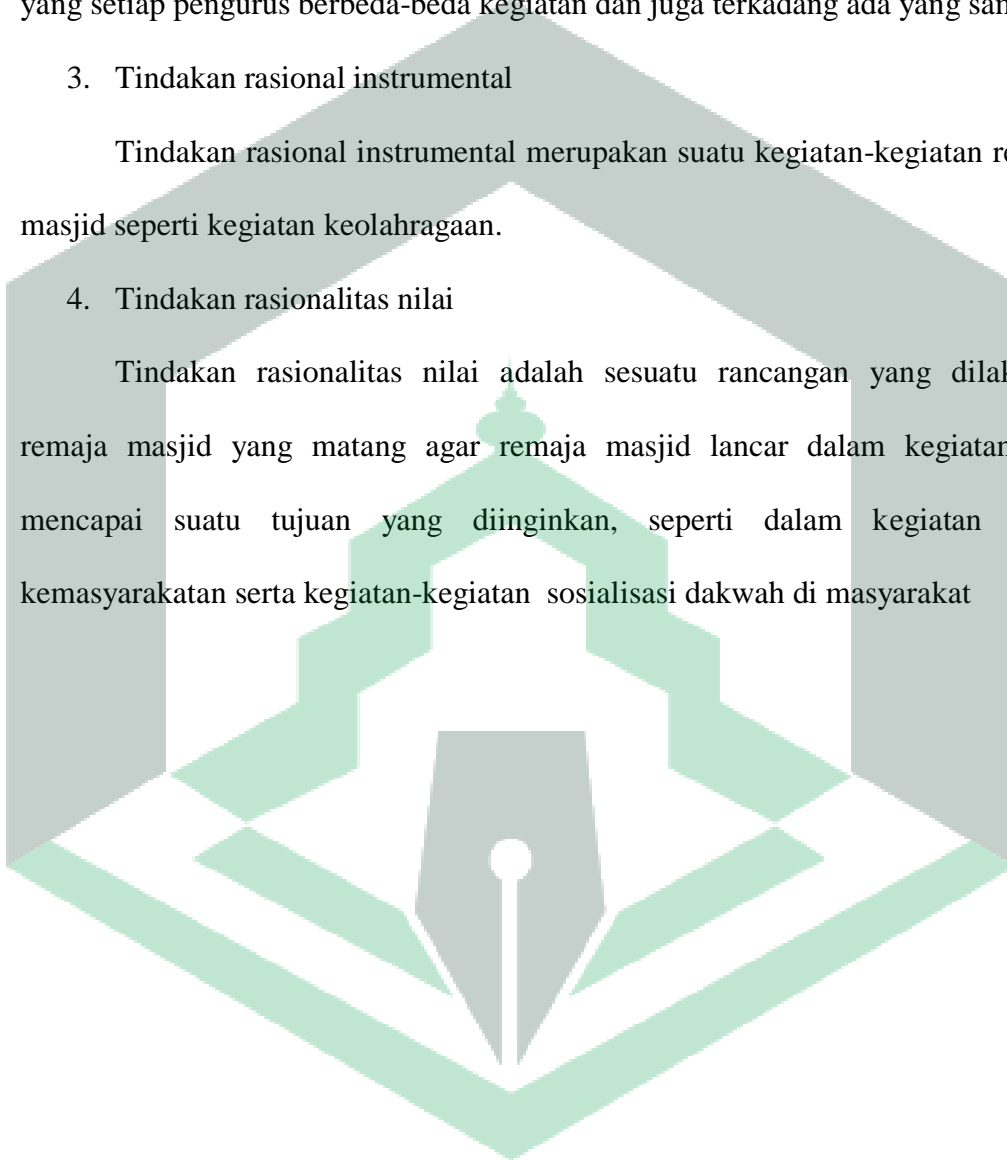 yang setiap pengurus berbeda-beda kegiatan dan juga terkadang ada yang
3. Tindakan rasional instrumental
Tindakan rasional instrumental merupakan suatu kegiatan-kegiatan
masjid seperti kegiatan keolahragaan.
4. Tindakan rasionalitas nilai
Tindakan rasionalitas nilai adalah sesuatu rancangan yang
remaja masjid yang matang agar remaja masjid lancar dalam kegiatan
mencapai suatu tujuan yang diinginkan, seperti dalam kegiatan
kemasyarakatan serta kegiatan-kegiatan sosialisasi dakwah di masyarakat